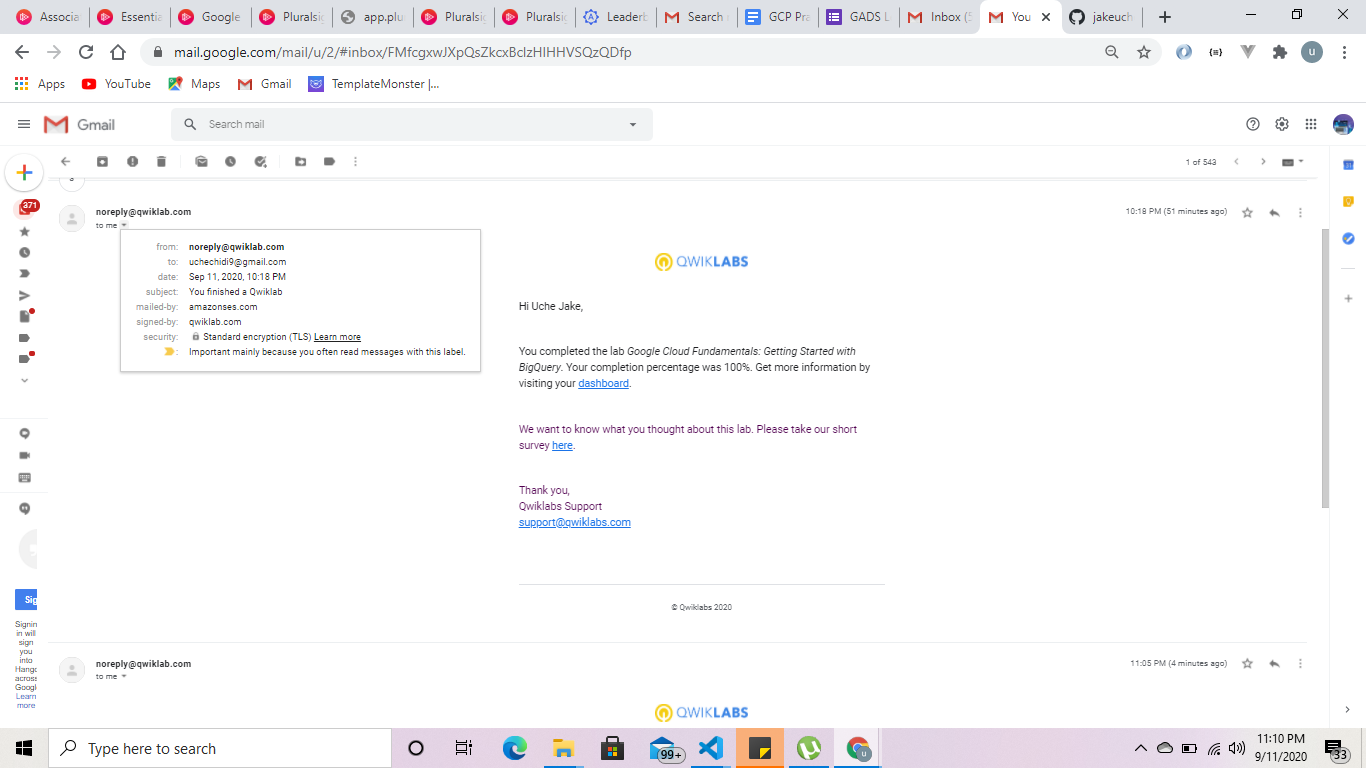 Associa
Essentia
Google
Pluralsig
app.plu
Pluralsig
Pluralsig
Leaderb
Search r
GCP Pra
GADS L
Inbox (5
You
jakeuch
mail.google.com/mail/u/2/#inbox/FMfcgxwJXpQsZkcxBclzHIHHVSQzQDfp
u
Apps
YouTube
Maps
Gmail
TemplateMonster |...
Gmail
Search mail
1 of 543
371
noreply@qwiklab.com
10:18 PM (51 minutes ago)
to me
from: noreply@qwiklab.com
to: uchechidi9@gmail.com
date: Sep 11, 2020, 10:18 PM
subject: You finished a Qwiklab
mailed-by: amazonses.com
signed-by: qwiklab.com
security: Standard encryption (TLS) Learn more
: Important mainly because you often read messages with this label.
QWIKLABS
Hi Uche Jake,
You completed the lab Google Cloud Fundamentals: Getting Started with
BigQuery. Your completion percentage was 100%. Get more information by
visiting your dashboard.
We want to know what you thought about this lab. Please take our short
survey here.
Thank you,
Qwiklabs Support
support@qwiklabs.com
© Qwiklabs 2020
Sig
Signin
in will
sign
you
into
Hango
across
Google
Learn
more
noreply@qwiklab.com
11:05 PM (4 minutes ago)
to me
QWIKLABS
Type here to search
99+
u
11:10 PM
9/11/2020
33